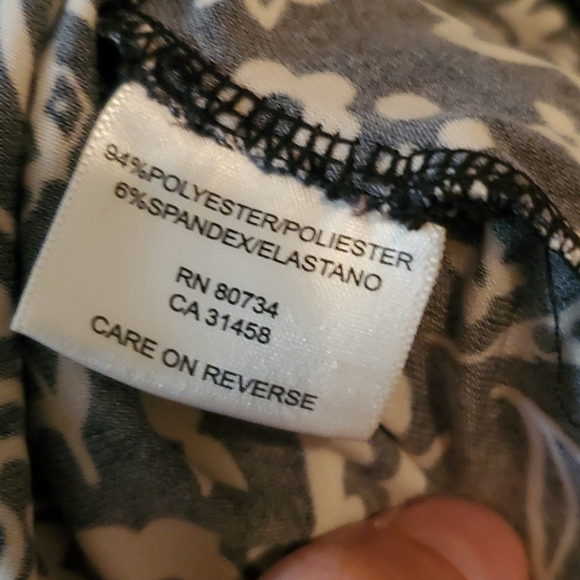 94%POLYESTER/POLIESTER
6%SPANDEX/ELASTANO
RN 80734
CA 31458
CARE ON REVERSE